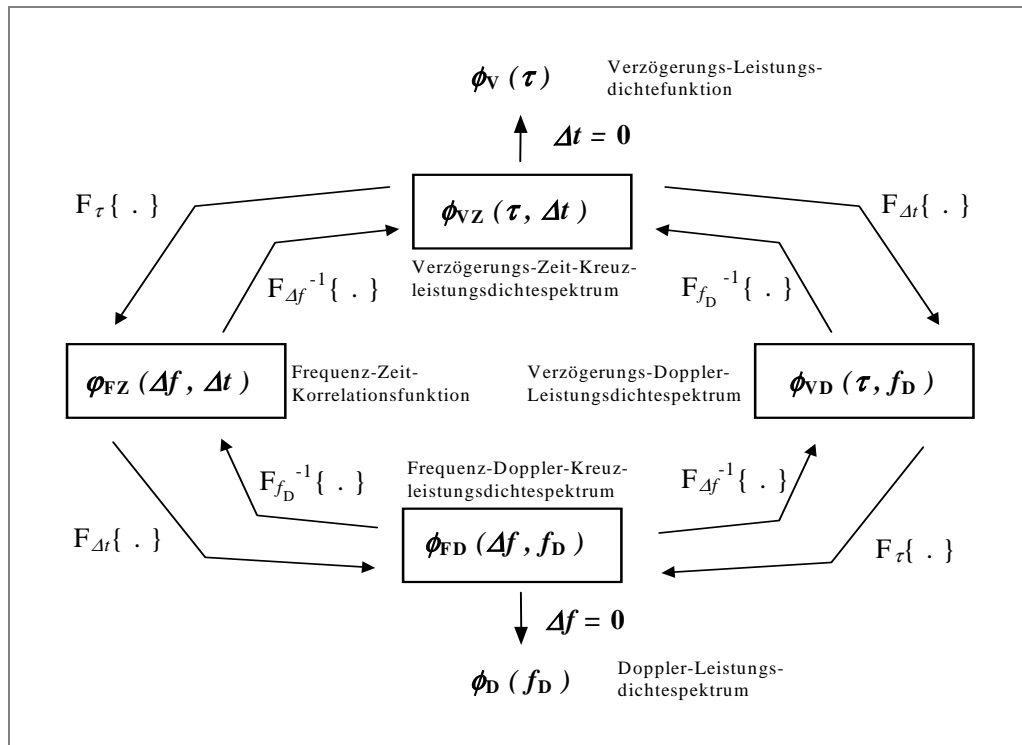 ϕV (τ)
Verzögerungs-Leistungs-
dichtefunktion
Δt = 0
Fτ{ . }
ϕVZ (τ, Δt)
FΔt{ . }
FΔf⁻¹{ . }
Verzögerungs-Zeit-Kreuz-
leistungsdichtespektrum
FfD⁻¹{ . }
φFZ (Δf, Δt)
Frequenz-Zeit-
Korrelationsfunktion
Verzögerungs-Doppler-
Leistungsdichtespektrum
ϕVD (τ, fD)
FfD⁻¹{ . }
Frequenz-Doppler-Kreuz-
leistungsdichtespektrum
FΔf⁻¹{ . }
FΔt{ . }
ϕFD (Δf, fD)
Fτ{ . }
Δf = 0
ϕD (fD)
Doppler-Leistungs-
dichtespektrum